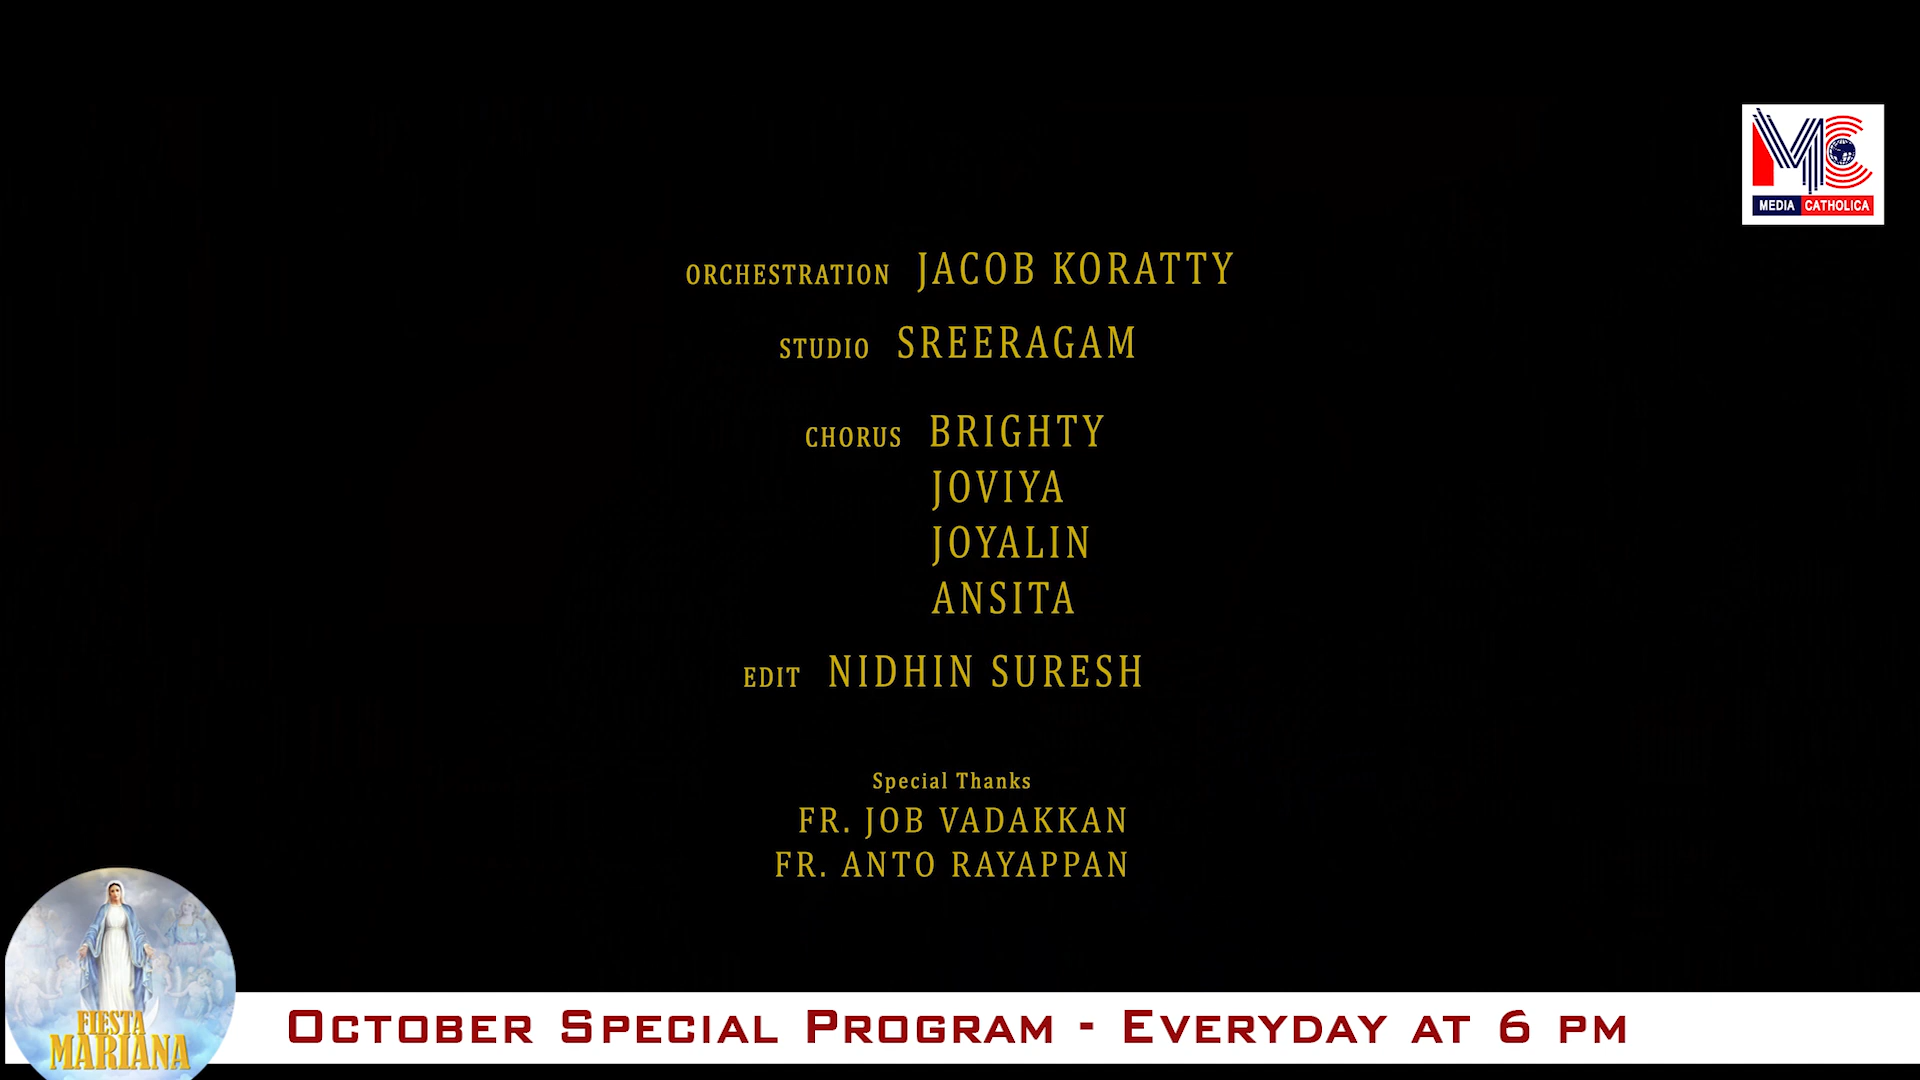 MC
MEDIA CATHOLICA
ORCHESTRATION JACOB KORATTY
STUDIO SREERAGAM
CHORUS BRIGHTY
JOVIYA
JOYALIN
ANSITA
EDIT NIDHIN SURESH
Special Thanks
FR. JOB VADAKKAN
FR. ANTO RAYAPPAN
FIESTA
MARIANA
October Special Program - Everyday at 6 pm